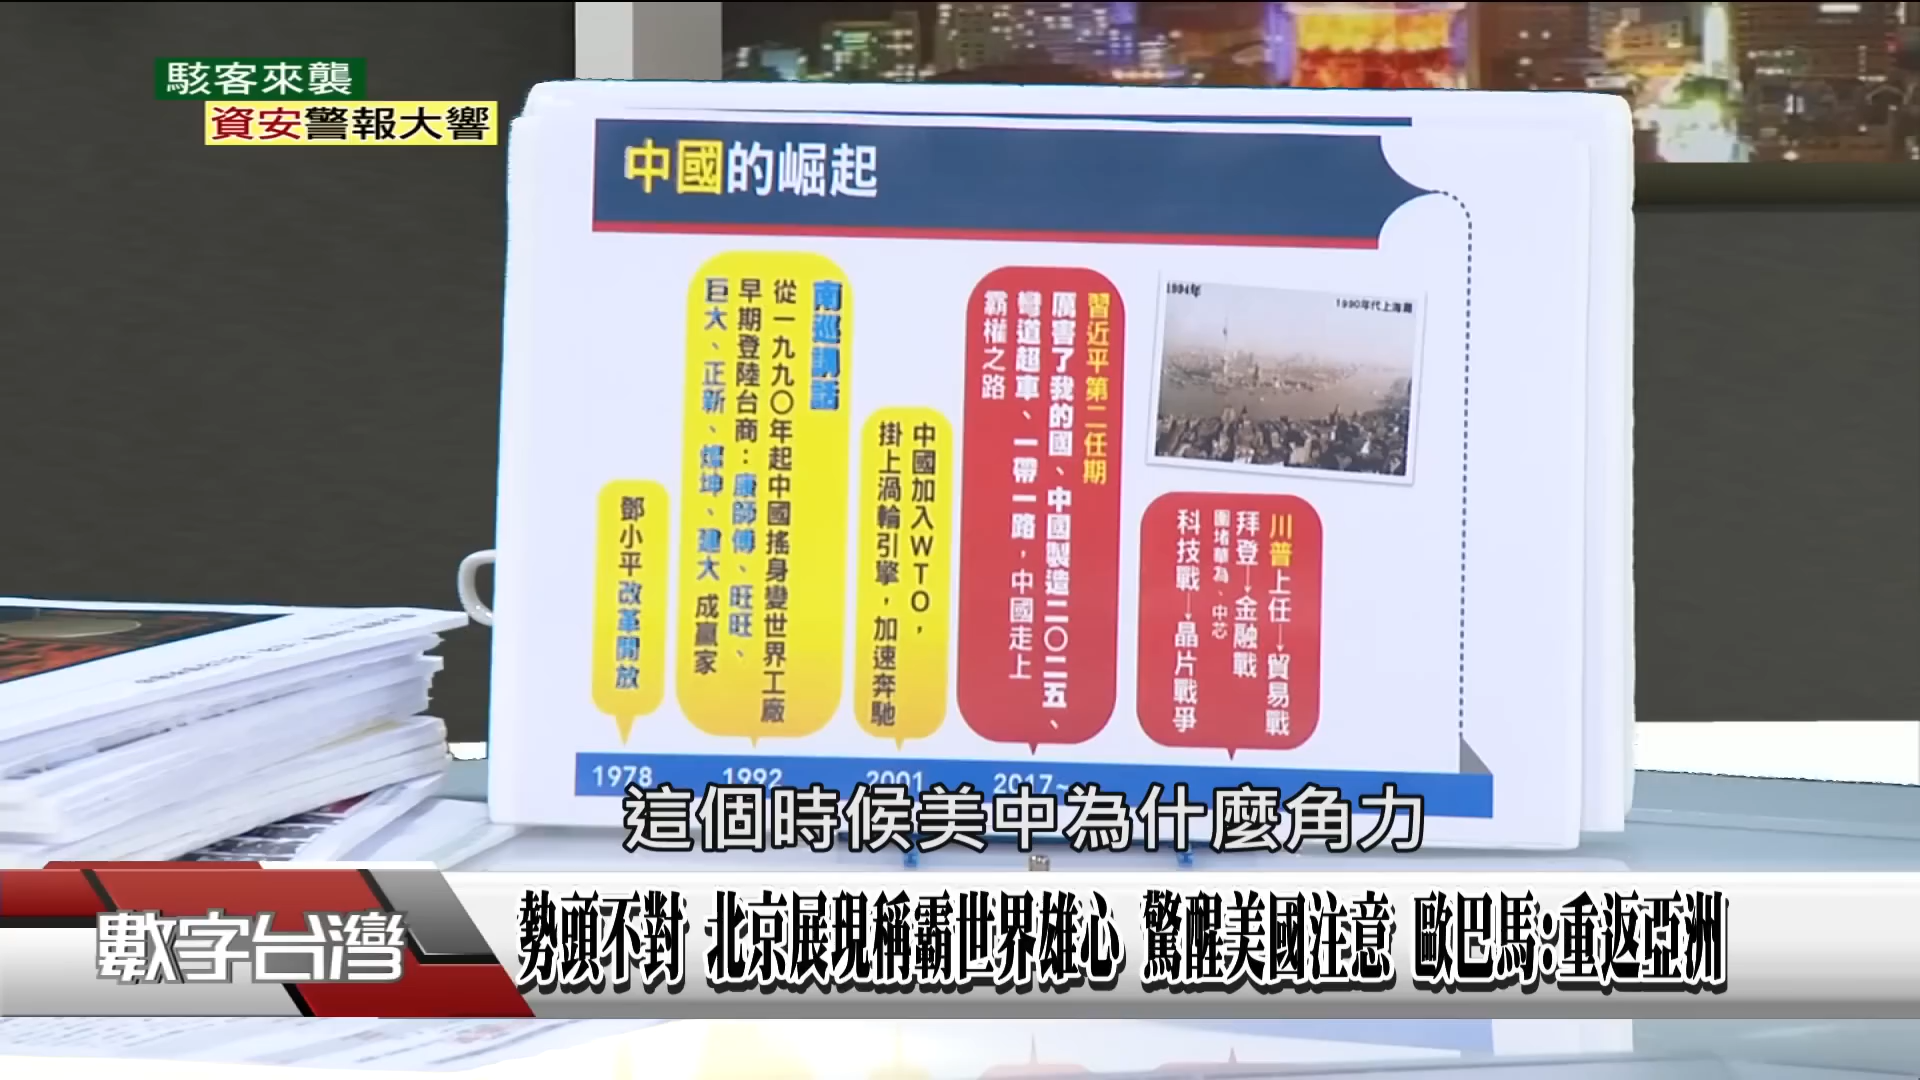 駭客來襲
資安警報大響
中國的崛起
鄧小平改革開放
南巡講話
從一九九〇年起中國搖身變世界工廠
早期登陸台商：康師傅、旺旺、
巨大、正新、燦坤、建大 成贏家
中國加入WTO，
掛上渦輪引擎，加速奔馳
習近平第二任期
厲害了我的國、中國製造二〇二五、
彎道超車、一帶一路，中國走上
霸權之路
1994年
1990年代上海灘
川普上任→貿易戰
拜登→金融戰
圍堵華為、中芯
科技戰→晶片戰爭
1978
1992
2001
2017~
這個時候美中為什麼角力
數字台灣
勢頭不對 北京展現稱霸世界雄心 驚醒美國注意 歐巴馬:重返亞洲